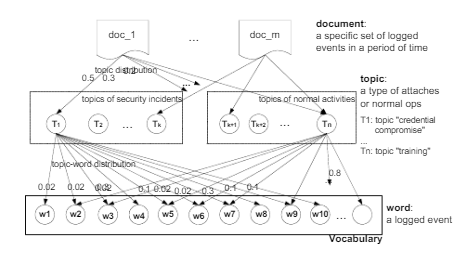 doc_1
...
doc_m
document:
a specific set of logged
events in a period of time
topic distribution
0.5 0.3 0.2
...
topics of security incidents
topics of normal activities
topic:
a type of attaches
or normal ops
T1: topic "credential
compromise"
...
Tn: topic "training"
T1 T2 ... Tk Tk+1 Tk+2 ... Tn
topic-word distribution
0.8
0.02 0.02 0.1 0.02 0.02 0.3 0.1 0.1
w1 w2 w3 w4 w5 w6 w7 w8 w9 w10 ...
word:
a logged event
Vocabulary